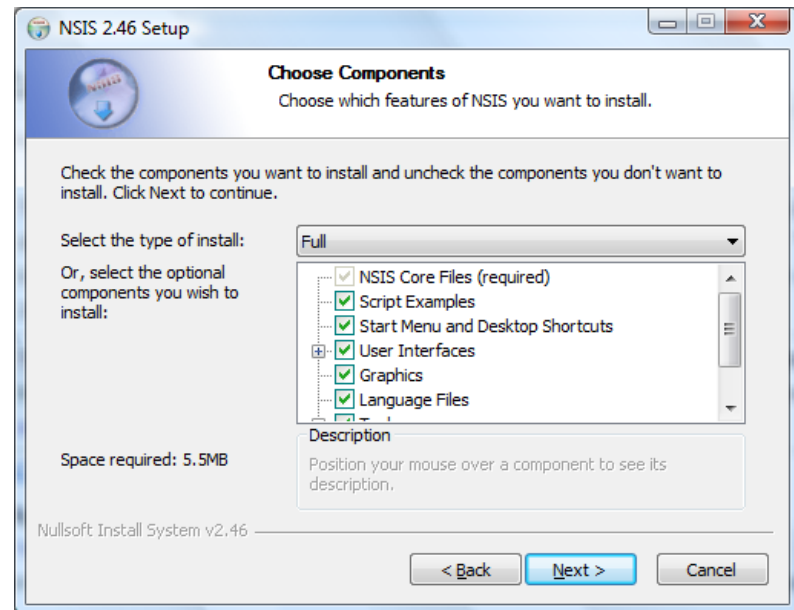 NSIS 2.46 Setup
Choose Components
Choose which features of NSIS you want to install.
Check the components you want to install and uncheck the components you don't want to
install. Click Next to continue.
Select the type of install:
Full
Or, select the optional
components you wish to
install:
NSIS Core Files (required)
Script Examples
Start Menu and Desktop Shortcuts
User Interfaces
Graphics
Language Files
Space required: 5.5MB
Description
Position your mouse over a component to see its
description.
Nullsoft Install System v2.46
< Back
Next >
Cancel